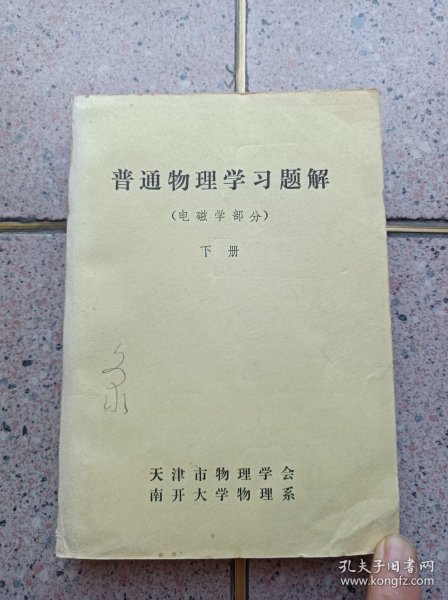 普通物理学习题解
（电磁学部分）
下册
天津市物理学会
南开大学物理系
孔夫子旧书网
www.kongfz.com